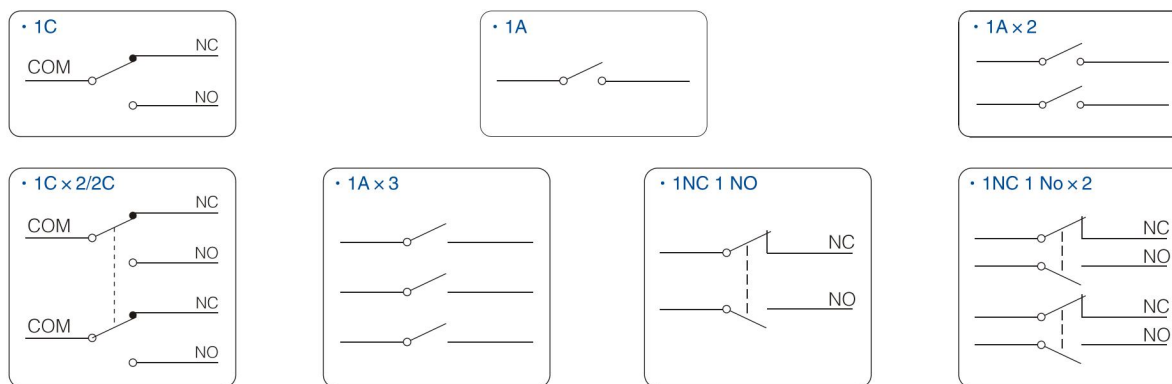 · 1C
NC
COM
NO
· 1A
· 1A × 2
· 1C × 2/2C
NC
COM
NO
NC
COM
NO
· 1A × 3
· 1NC 1 NO
NC
NO
· 1NC 1 No × 2
NC
NO
NC
NO